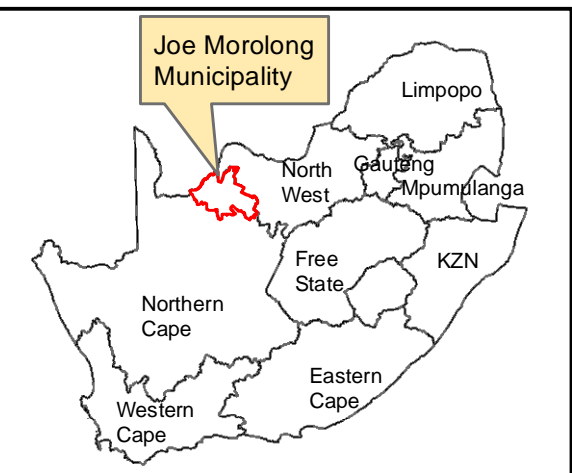 Joe Morolong
Municipality
Limpopo
North
West
Gauteng
Mpumulanga
Free
State
KZN
Northern
Cape
Eastern
Cape
Western
Cape